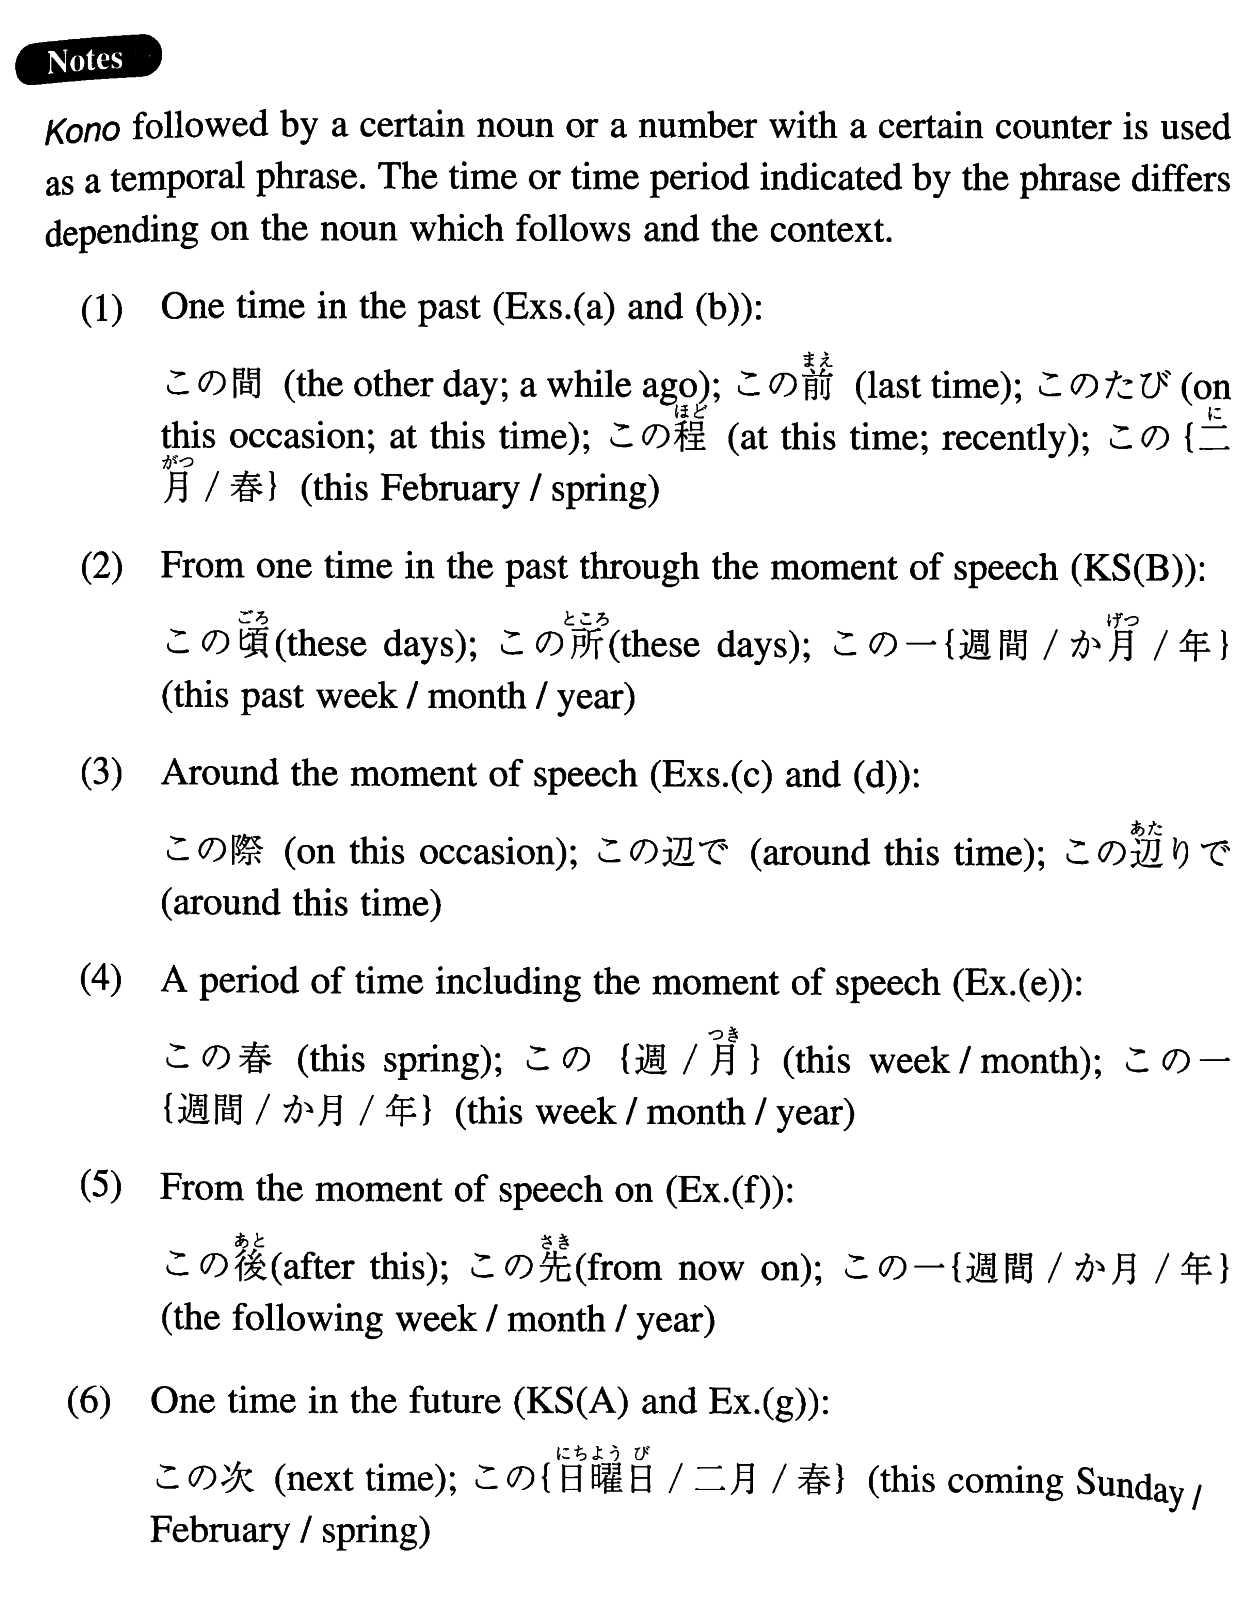 Notes
Kono followed by a certain noun or a number with a certain counter is used
as a temporal phrase. The time or time period indicated by the phrase differs
depending on the noun which follows and the context.
(1) One time in the past (Exs.(a) and (b)):
まえ
この間 (the other day; a while ago); この前 (last time); このたび (on
ほど に
this occasion; at this time); この程 (at this time; recently); この {二
がつ
月 / 春} (this February / spring)
(2) From one time in the past through the moment of speech (KS(B)):
ごろ ところ げつ
この頃(these days); この所(these days); この一{週間 / か月 / 年}
(this past week / month / year)
(3) Around the moment of speech (Exs.(c) and (d)):
あた
この際 (on this occasion); この辺で (around this time); この辺りで
(around this time)
(4) A period of time including the moment of speech (Ex.(e)):
つき
この春 (this spring); この {週 / 月} (this week / month); この一
{週間 / か月 / 年} (this week / month / year)
(5) From the moment of speech on (Ex.(f)):
あと さき
この後(after this); この先(from now on); この一{週間 / か月 / 年}
(the following week / month / year)
(6) One time in the future (KS(A) and Ex.(g)):
にちよう び
この次 (next time); この{日曜日 / 二月 / 春} (this coming Sunday /
February / spring)